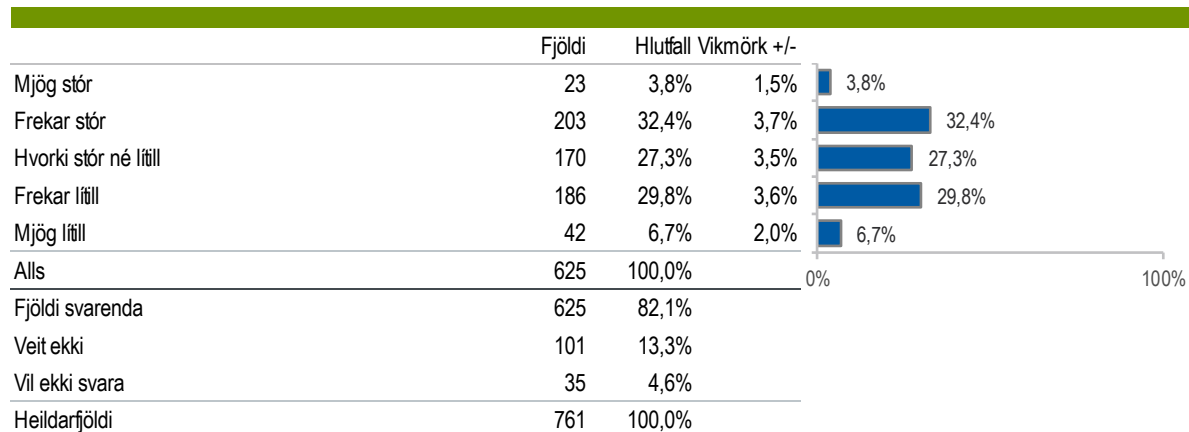 Fjöldi Hlutfall Vikmörk +/-
Mjög stór 23 3,8% 1,5% 3,8%
Frekar stór 203 32,4% 3,7% 32,4%
Hvorki stór né lítill 170 27,3% 3,5% 27,3%
Frekar lítill 186 29,8% 3,6% 29,8%
Mjög lítill 42 6,7% 2,0% 6,7%
Alls 625 100,0% 0% 100%
Fjöldi svarenda 625 82,1%
Veit ekki 101 13,3%
Vil ekki svara 35 4,6%
Heildarfjöldi 761 100,0%